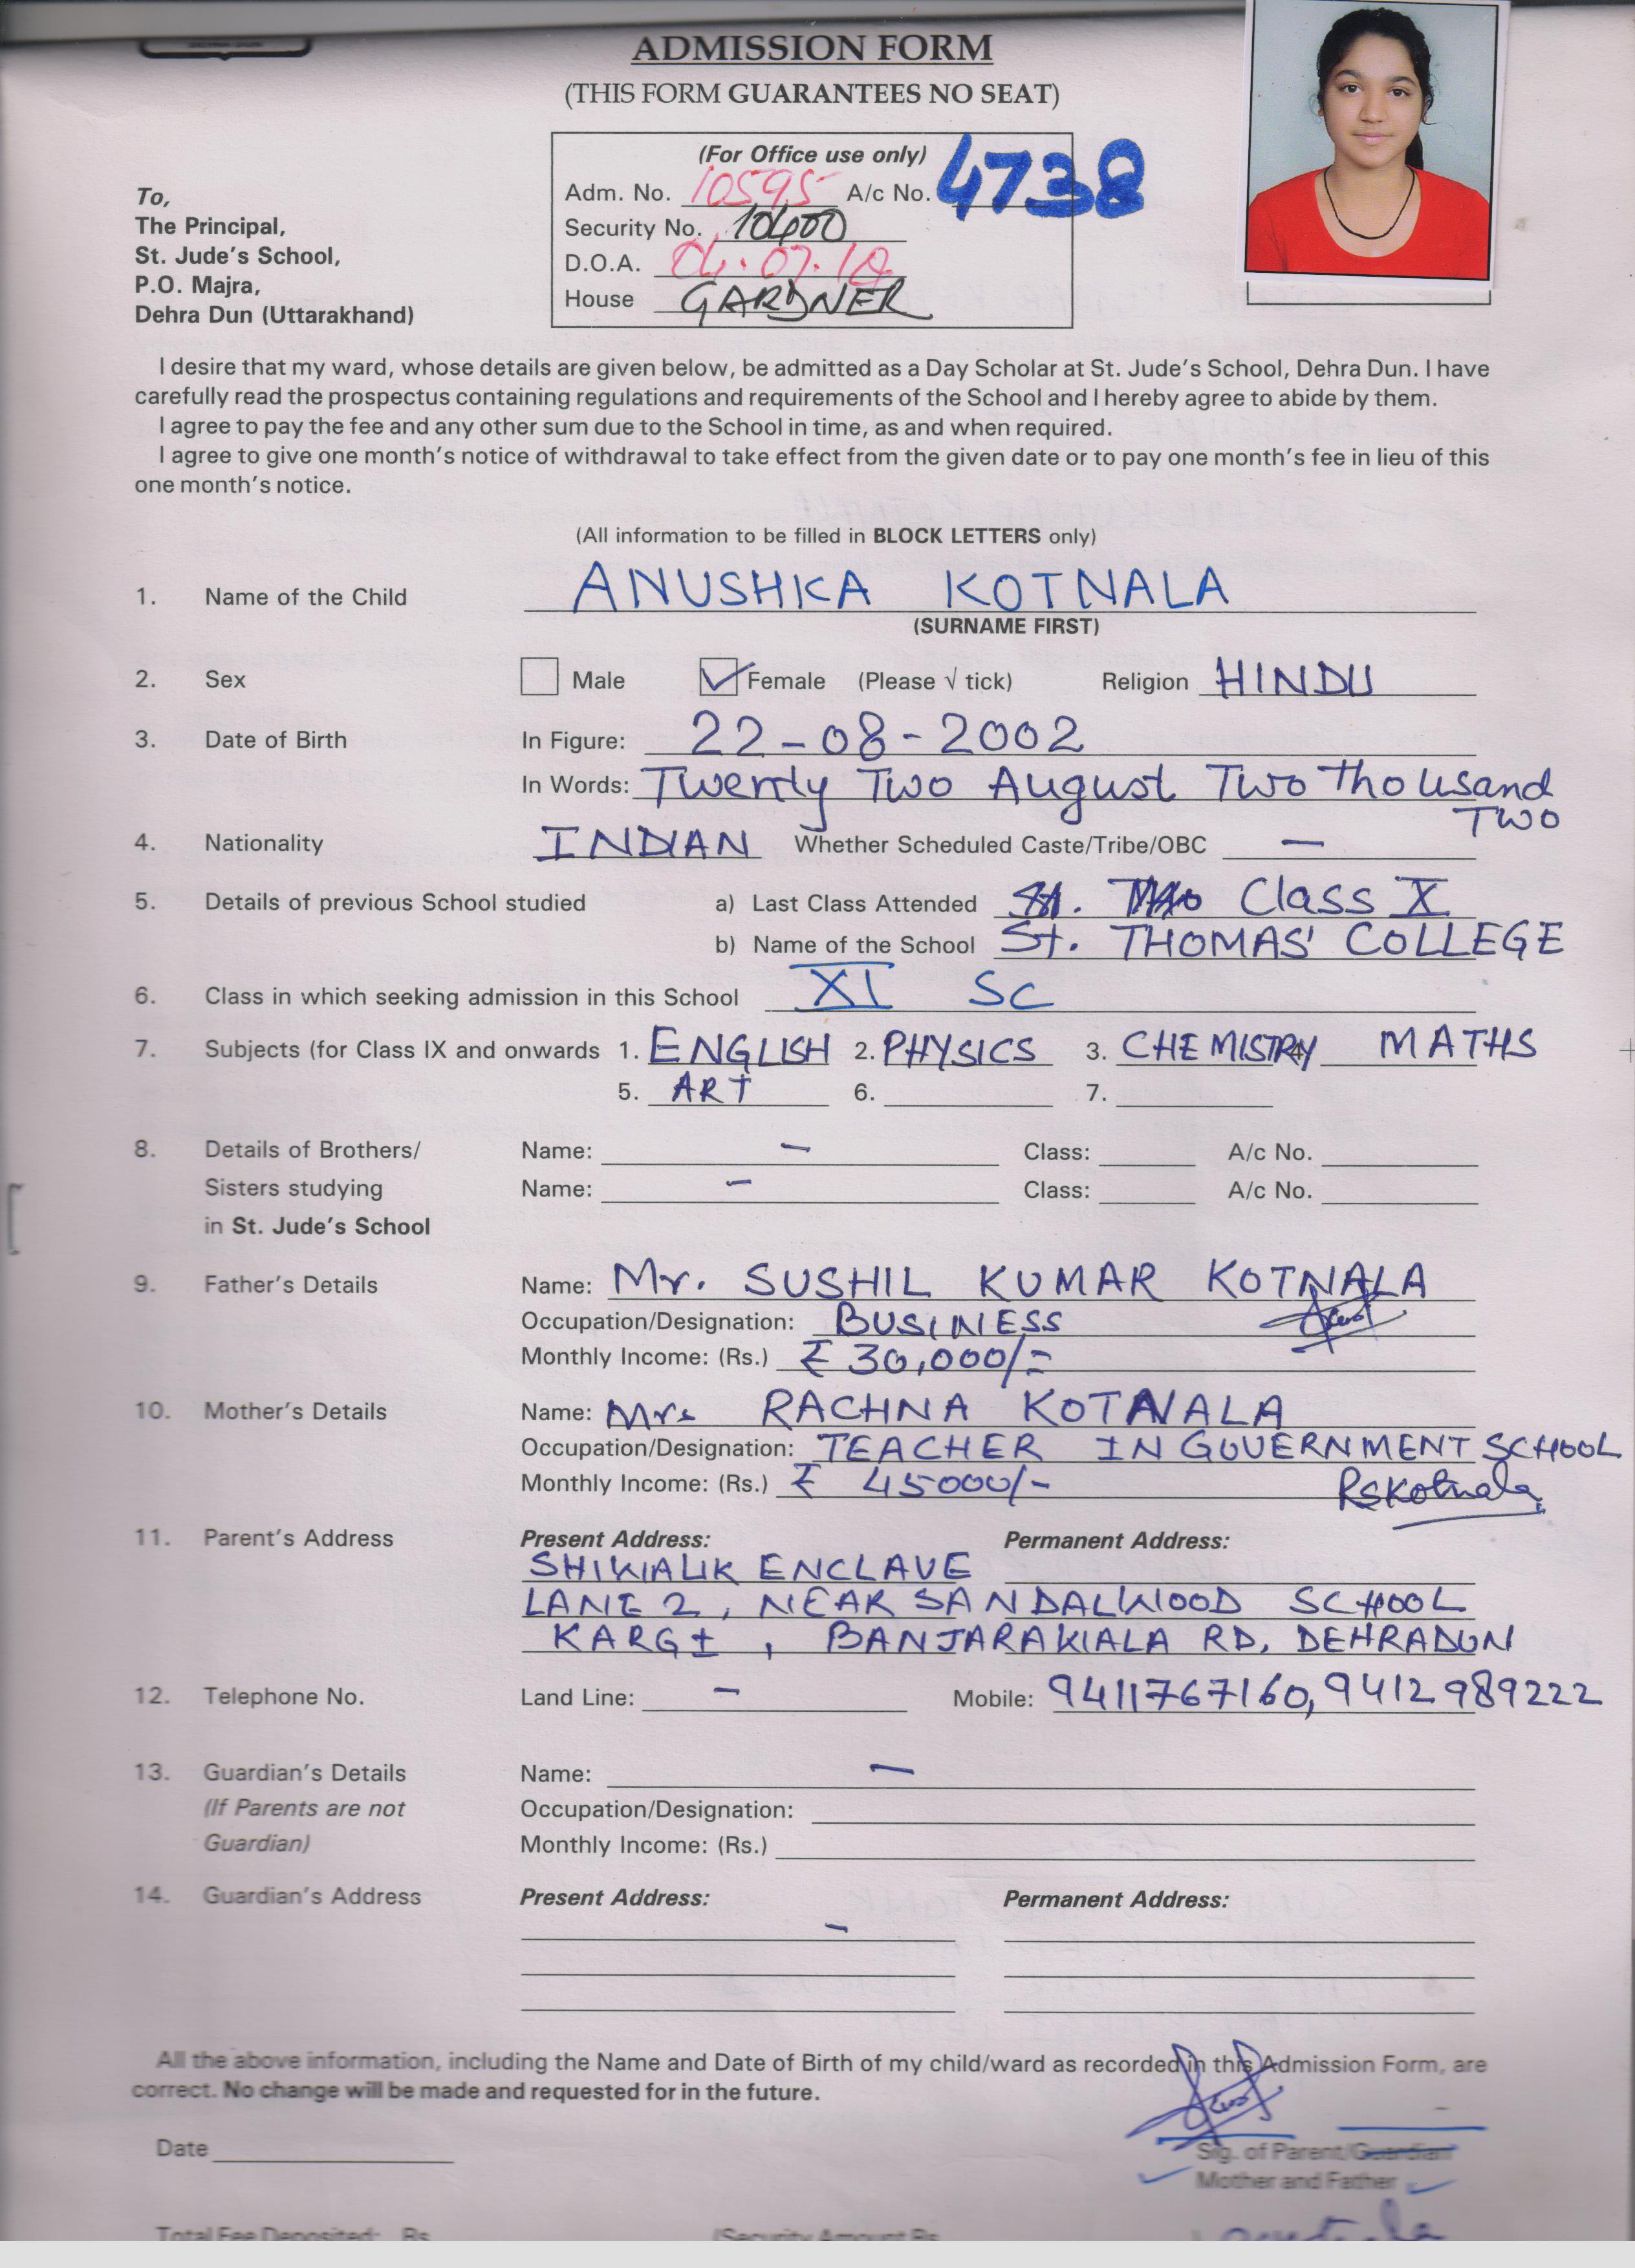 ADMISSION FORM
(THIS FORM GUARANTEES NO SEAT)
(For Office use only)
Adm. No. 10595 A/c No. 4738
Security No. 10400
D.O.A. 04.07.18
House GARDNER
To,
The Principal,
St. Jude's School,
P.O. Majra,
Dehra Dun (Uttarakhand)
I desire that my ward, whose details are given below, be admitted as a Day Scholar at St. Jude's School, Dehra Dun. I have
carefully read the prospectus containing regulations and requirements of the School and I hereby agree to abide by them.
I agree to pay the fee and any other sum due to the School in time, as and when required.
I agree to give one month's notice of withdrawal to take effect from the given date or to pay one month's fee in lieu of this
one month's notice.
(All information to be filled in BLOCK LETTERS only)
1. Name of the Child ANUSHKA KOTNALA
(SURNAME FIRST)
2. Sex Male Female (Please √ tick) Religion HINDU
3. Date of Birth In Figure: 22-08-2002
In Words: Twenty Two August Two Thousand
TWO
4. Nationality INDIAN Whether Scheduled Caste/Tribe/OBC —
5. Details of previous School studied a) Last Class Attended Class X
b) Name of the School St. THOMAS' COLLEGE
6. Class in which seeking admission in this School XI SC
7. Subjects (for Class IX and onwards 1. ENGLISH 2. PHYSICS 3. CHEMISTRY 4. MATHS
5. ART 6. 7.
8. Details of Brothers/ Name: — Class: A/c No.
Sisters studying Name: — Class: A/c No.
in St. Jude's School
9. Father's Details Name: Mr. SUSHIL KUMAR KOTNALA
Occupation/Designation: BUSINESS
Monthly Income: (Rs.) ₹ 30,000/=
10. Mother's Details Name: Mrs RACHNA KOTNALA
Occupation/Designation: TEACHER IN GOVERNMENT SCHOOL
Monthly Income: (Rs.) ₹ 45000/- RSKotnala
11. Parent's Address Present Address: Permanent Address:
SHIWALIK ENCLAVE
LANE 2, NEAR SANDALWOOD SCHOOL
KARGI, BANJARAWALA RD, DEHRADUN
12. Telephone No. Land Line: — Mobile: 9411767160, 9412989222
13. Guardian's Details Name: —
(If Parents are not Occupation/Designation:
Guardian) Monthly Income: (Rs.)
14. Guardian's Address Present Address: Permanent Address:
—
All the above information, including the Name and Date of Birth of my child/ward as recorded in this Admission Form, are
correct. No change will be made and requested for in the future.
Date
Sig. of Parent/Guardian
Mother and Father
Total Fee Deposited: Rs. (Security Amount Rs.